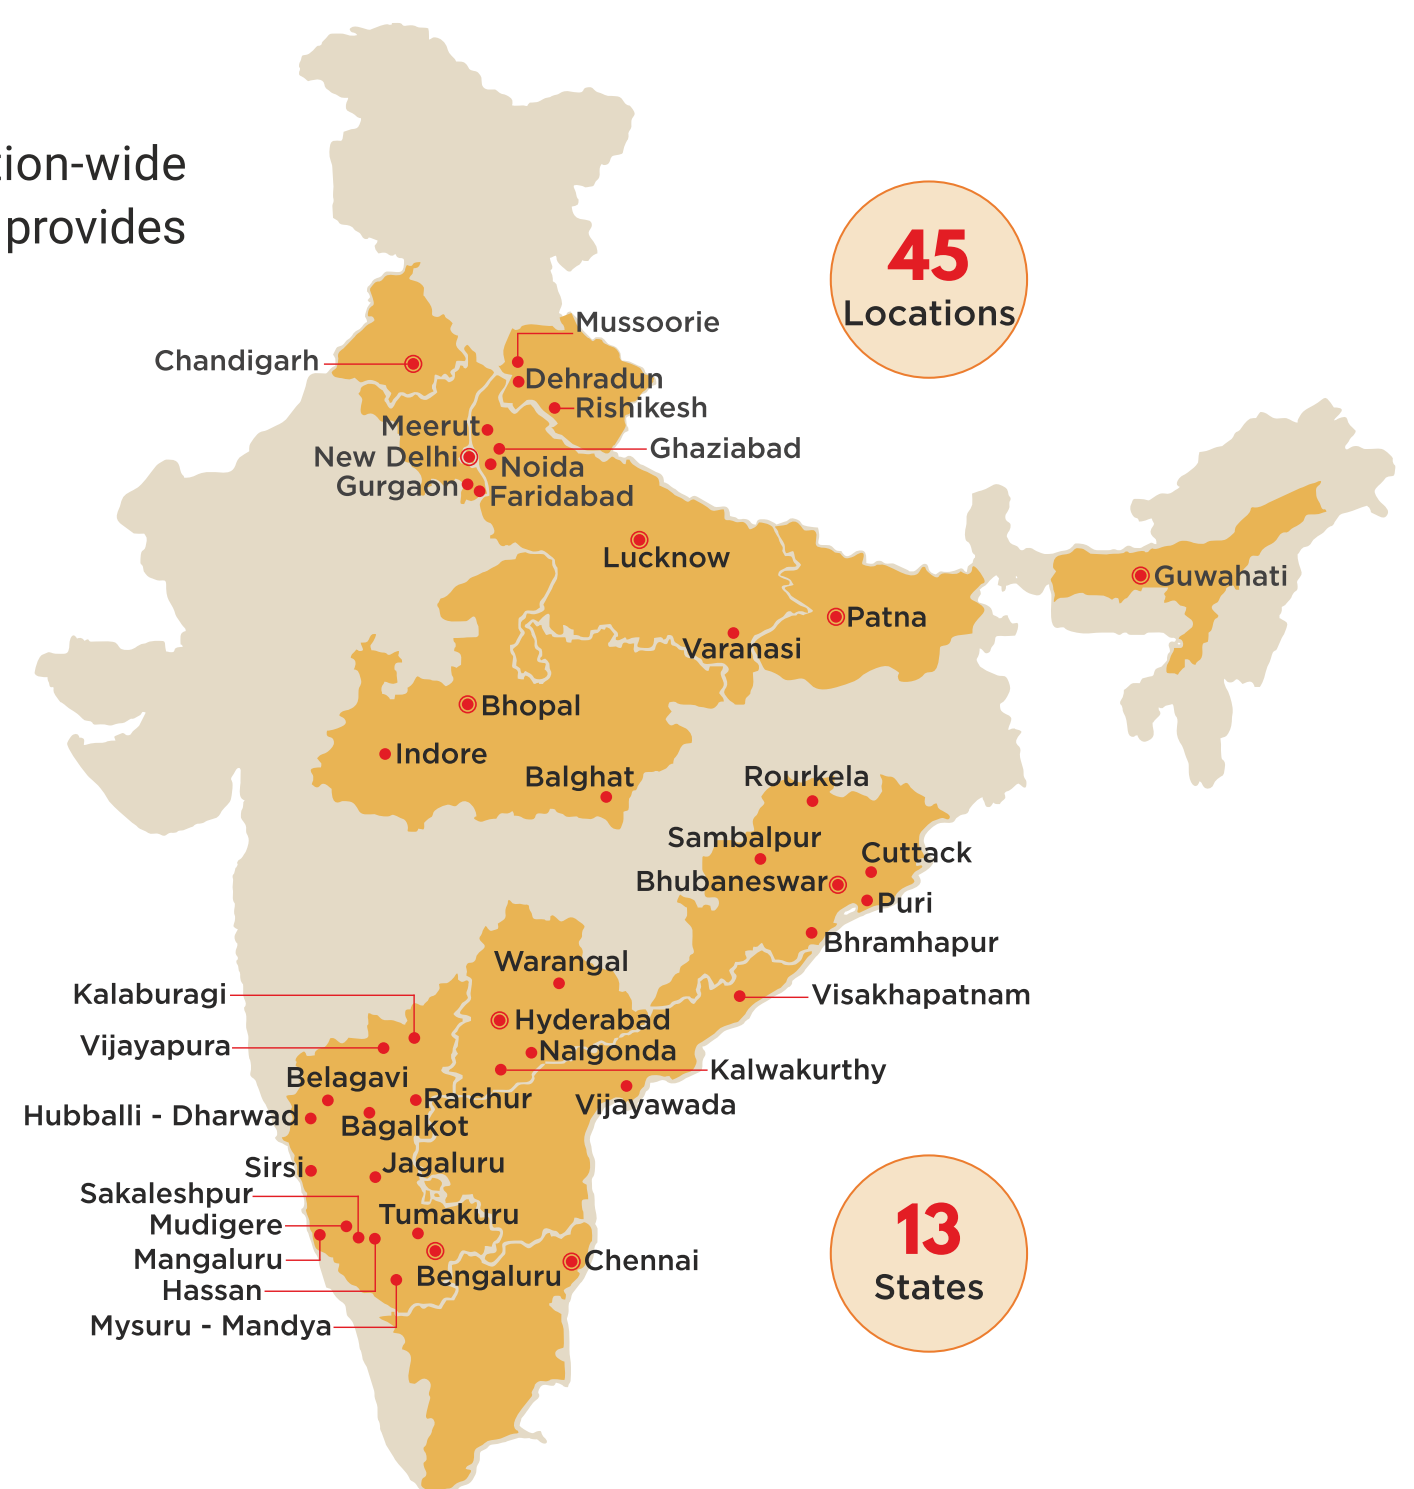 tion-wide
provides
45
Locations
Mussoorie
Chandigarh
Dehradun
Rishikesh
Meerut
Ghaziabad
New Delhi
Noida
Gurgaon
Faridabad
Lucknow
Guwahati
Patna
Varanasi
Bhopal
Indore
Balghat
Rourkela
Sambalpur
Cuttack
Bhubaneswar
Puri
Bhramhapur
Warangal
Kalaburagi
Visakhapatnam
Hyderabad
Vijayapura
Nalgonda
Kalwakurthy
Belagavi
Raichur
Vijayawada
Hubballi - Dharwad
Bagalkot
Sirsi
Jagaluru
Sakaleshpur
Tumakuru
Mudigere
Mangaluru
Chennai
Bengaluru
Hassan
Mysuru - Mandya
13
States